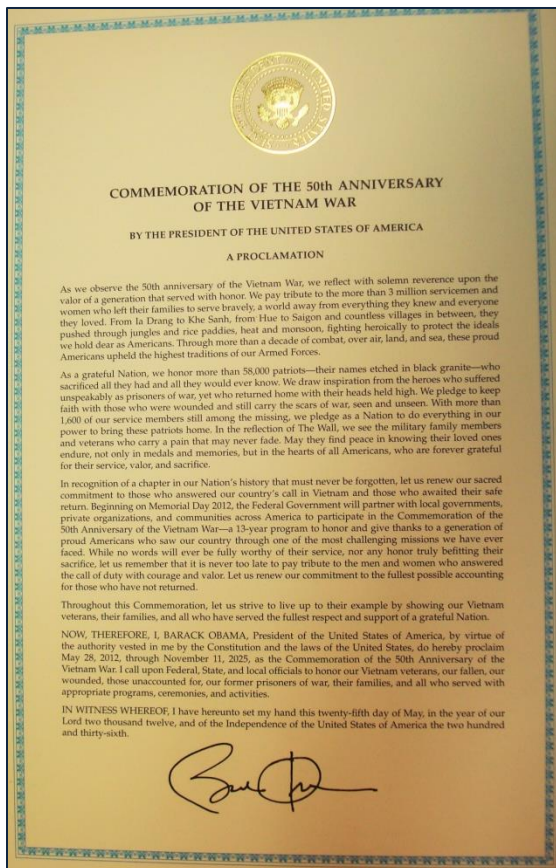 SEAL OF THE PRESIDENT OF THE UNITED STATES
COMMEMORATION OF THE 50th ANNIVERSARY
OF THE VIETNAM WAR
BY THE PRESIDENT OF THE UNITED STATES OF AMERICA
A PROCLAMATION
As we observe the 50th anniversary of the Vietnam War, we reflect with solemn reverence upon the
valor of a generation that served with honor. We pay tribute to the more than 3 million servicemen and
women who left their families to serve bravely, a world away from everything they knew and everyone
they loved. From Ia Drang to Khe Sanh, from Hue to Saigon and countless villages in between, they
pushed through jungles and rice paddies, heat and monsoon, fighting heroically to protect the ideals
we hold dear as Americans. Through more than a decade of combat, over air, land, and sea, these proud
Americans upheld the highest traditions of our Armed Forces.
As a grateful Nation, we honor more than 58,000 patriots—their names etched in black granite—who
sacrificed all they had and all they would ever know. We draw inspiration from the heroes who suffered
unspeakably as prisoners of war, yet who returned home with their heads held high. We pledge to keep
faith with those who were wounded and still carry the scars of war, seen and unseen. With more than
1,600 of our service members still among the missing, we pledge as a Nation to do everything in our
power to bring these patriots home. In the reflection of The Wall, we see the military family members
and veterans who carry a pain that may never fade. May they find peace in knowing their loved ones
endure, not only in medals and memories, but in the hearts of all Americans, who are forever grateful
for their service, valor, and sacrifice.
In recognition of a chapter in our Nation's history that must never be forgotten, let us renew our sacred
commitment to those who answered our country's call in Vietnam and those who awaited their safe
return. Beginning on Memorial Day 2012, the Federal Government will partner with local governments,
private organizations, and communities across America to participate in the Commemoration of the
50th Anniversary of the Vietnam War—a 13-year program to honor and give thanks to a generation of
proud Americans who saw our country through one of the most challenging missions we have ever
faced. While no words will ever be fully worthy of their service, nor any honor truly befitting their
sacrifice, let us remember that it is never too late to pay tribute to the men and women who answered
the call of duty with courage and valor. Let us renew our commitment to the fullest possible accounting
for those who have not returned.
Throughout this Commemoration, let us strive to live up to their example by showing our Vietnam
veterans, their families, and all who have served the fullest respect and support of a grateful Nation.
NOW, THEREFORE, I, BARACK OBAMA, President of the United States of America, by virtue of
the authority vested in me by the Constitution and the laws of the United States, do hereby proclaim
May 28, 2012, through November 11, 2025, as the Commemoration of the 50th Anniversary of the
Vietnam War. I call upon Federal, State, and local officials to honor our Vietnam veterans, our fallen, our
wounded, those unaccounted for, our former prisoners of war, their families, and all who served with
appropriate programs, ceremonies, and activities.
IN WITNESS WHEREOF, I have hereunto set my hand this twenty-fifth day of May, in the year of our
Lord two thousand twelve, and of the Independence of the United States of America the two hundred
and thirty-sixth.